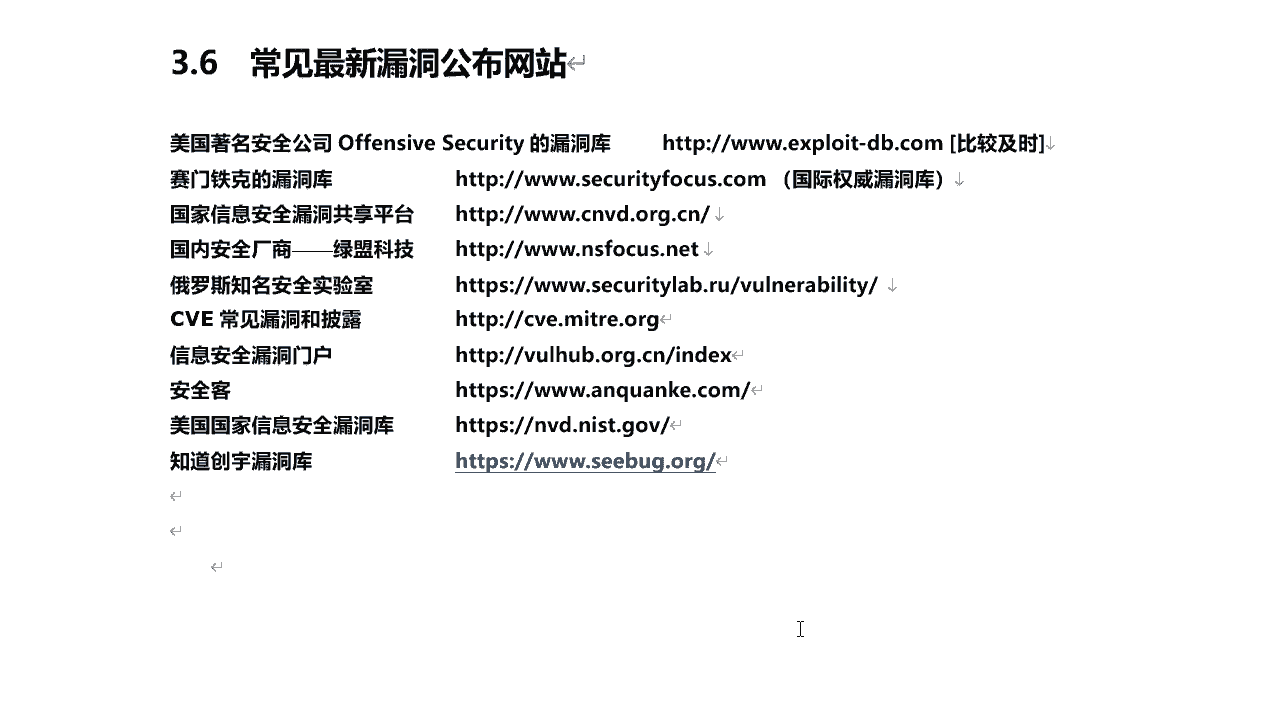 3.6 常见最新漏洞公布网站
美国著名安全公司 Offensive Security 的漏洞库 http://www.exploit-db.com [比较及时]
赛门铁克的漏洞库 http://www.securityfocus.com （国际权威漏洞库）
国家信息安全漏洞共享平台 http://www.cnvd.org.cn/
国内安全厂商——绿盟科技 http://www.nsfocus.net
俄罗斯知名安全实验室 https://www.securitylab.ru/vulnerability/
CVE 常见漏洞和披露 http://cve.mitre.org
信息安全漏洞门户 http://vulhub.org.cn/index
安全客 https://www.anquanke.com/
美国国家信息安全漏洞库 https://nvd.nist.gov/
知道创宇漏洞库 https://www.seebug.org/